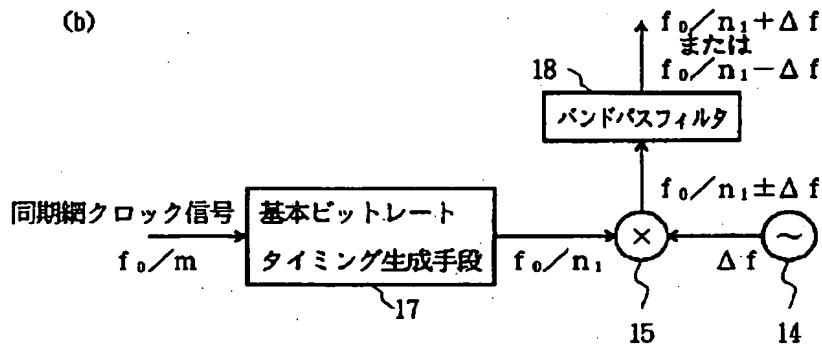 (b)
f₀/n₁+Δf
または
f₀/n₁−Δf
18
バンドパスフィルタ
f₀/n₁±Δf
同期網クロック信号
f₀/m
基本ビットレート
タイミング生成手段
f₀/n₁
×
Δf
~
17
15
14